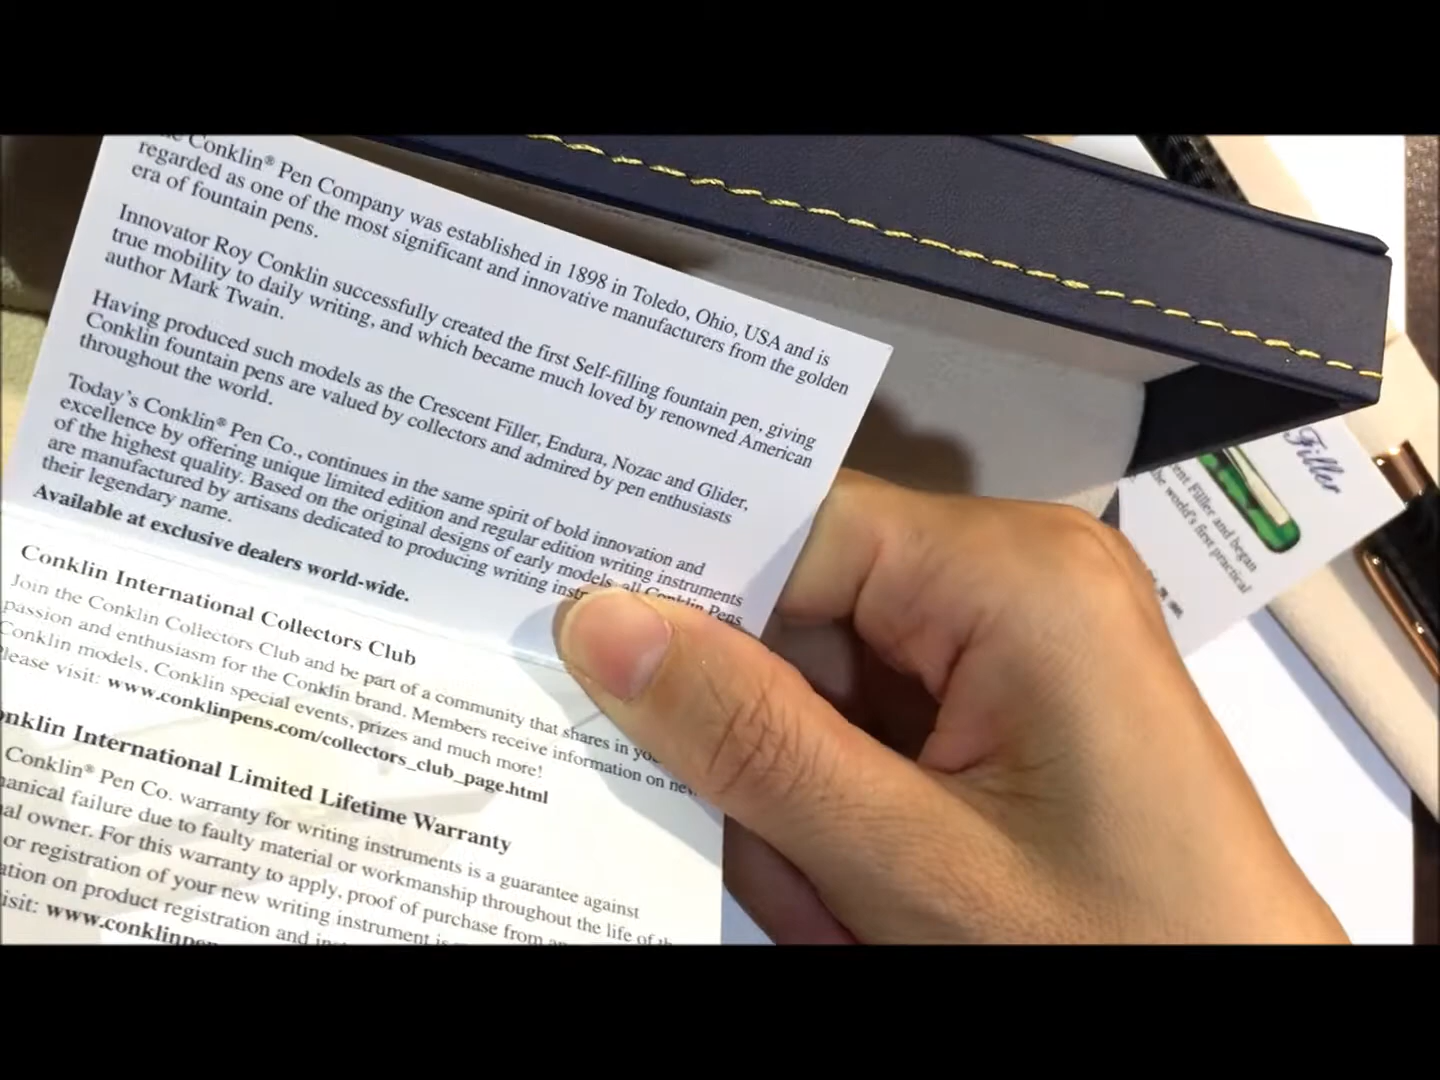 Conklin® Pen Company was established in 1898 in Toledo, Ohio, USA and is
regarded as one of the most significant and innovative manufacturers from the golden
era of fountain pens.
Innovator Roy Conklin successfully created the first Self-filling fountain pen, giving
true mobility to daily writing, and which became much loved by renowned American
author Mark Twain.
Having produced such models as the Crescent Filler, Endura, Nozac and Glider,
Conklin fountain pens are valued by collectors and admired by pen enthusiasts
throughout the world.
Today's Conklin® Pen Co., continues in the same spirit of bold innovation and
excellence by offering unique limited edition and regular edition writing instruments
of the highest quality. Based on the original designs of early models, all Conklin Pens
are manufactured by artisans dedicated to producing writing
their legendary name.
Available at exclusive dealers world-wide.
Conklin International Collectors Club
Join the Conklin Collectors Club and be part of a community that shares in
passion and enthusiasm for the Conklin brand. Members receive information on
Conklin models, Conklin special events, prizes and much more!
visit: www.conklinpens.com/collectors_club_page.html
International Limited Lifetime Warranty
Conklin® Pen Co. warranty for writing instruments is a guarantee against
failure due to faulty material or workmanship throughout the life of
owner. For this warranty to apply, proof of purchase from
or registration of your new writing instrument
on product registration and
Filler
Filler and began
the world's first practical